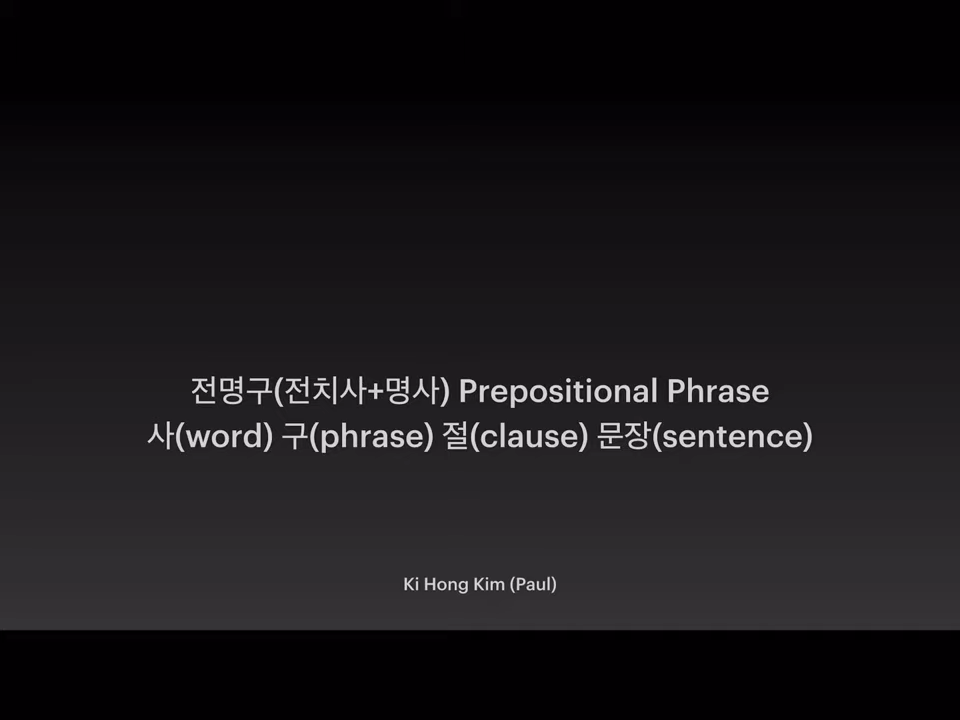 전명구(전치사+명사) Prepositional Phrase
사(word) 구(phrase) 절(clause) 문장(sentence)
Ki Hong Kim (Paul)